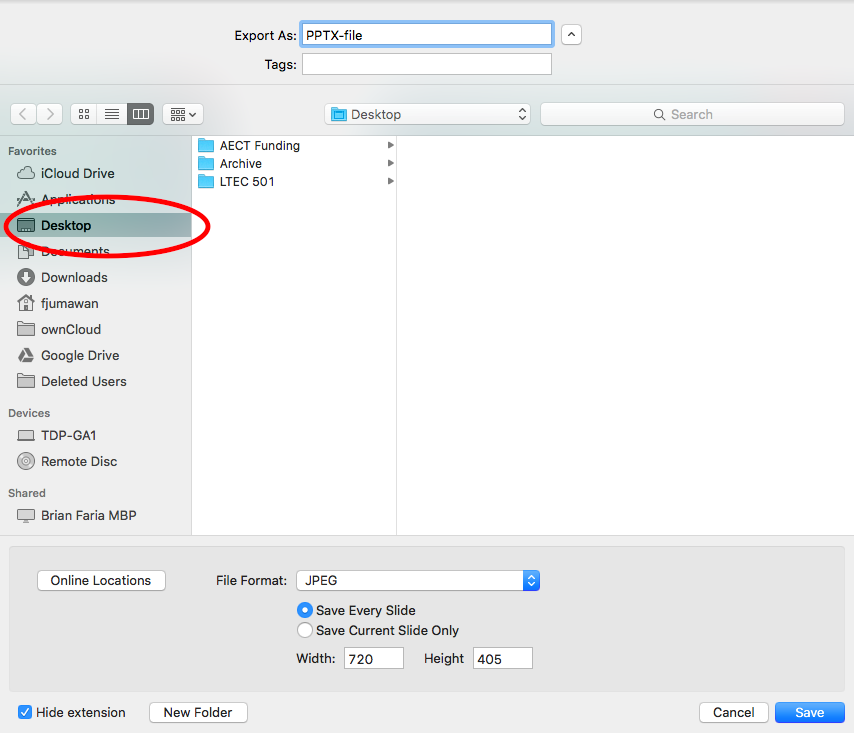 Export As: PPTX-file
Tags:
Desktop
Search
Favorites
iCloud Drive
Applications
Desktop
Documents
Downloads
fjumawan
ownCloud
Google Drive
Deleted Users
Devices
TDP-GA1
Remote Disc
Shared
Brian Faria MBP
AECT Funding
Archive
LTEC 501
Online Locations
File Format: JPEG
Save Every Slide
Save Current Slide Only
Width: 720 Height 405
Hide extension New Folder Cancel Save